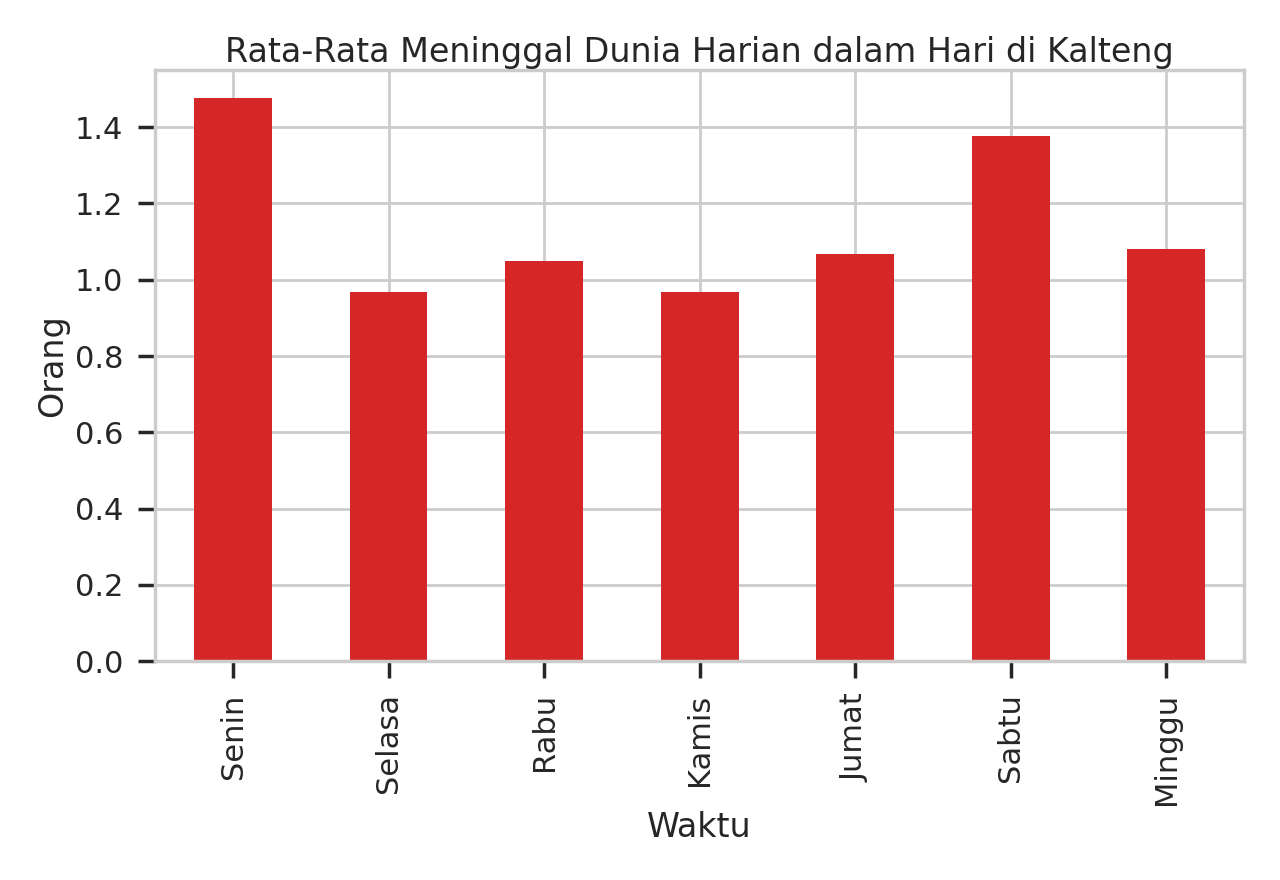 Rata-Rata Meninggal Dunia Harian dalam Hari di Kalteng
1.4
1.2
1.0
0.8
0.6
0.4
0.2
0.0
Orang
Senin
Selasa
Rabu
Kamis
Jumat
Sabtu
Minggu
Waktu